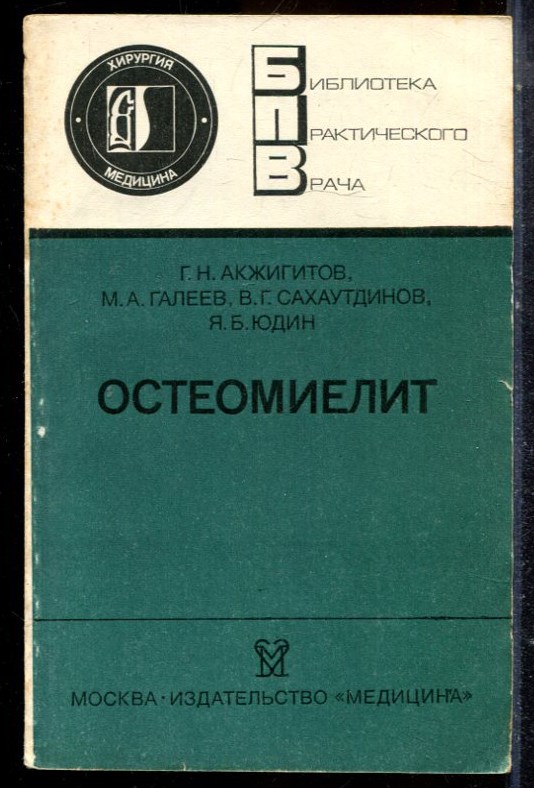 ХИРУРГИЯ
МЕДИЦИНА
БИБЛИОТЕКА
ПРАКТИЧЕСКОГО
ВРАЧА
Г. Н. АКЖИГИТОВ,
М. А. ГАЛЕЕВ, В. Г. САХАУТДИНОВ,
Я. Б. ЮДИН
ОСТЕОМИЕЛИТ
МОСКВА · ИЗДАТЕЛЬСТВО «МЕДИЦИНА»